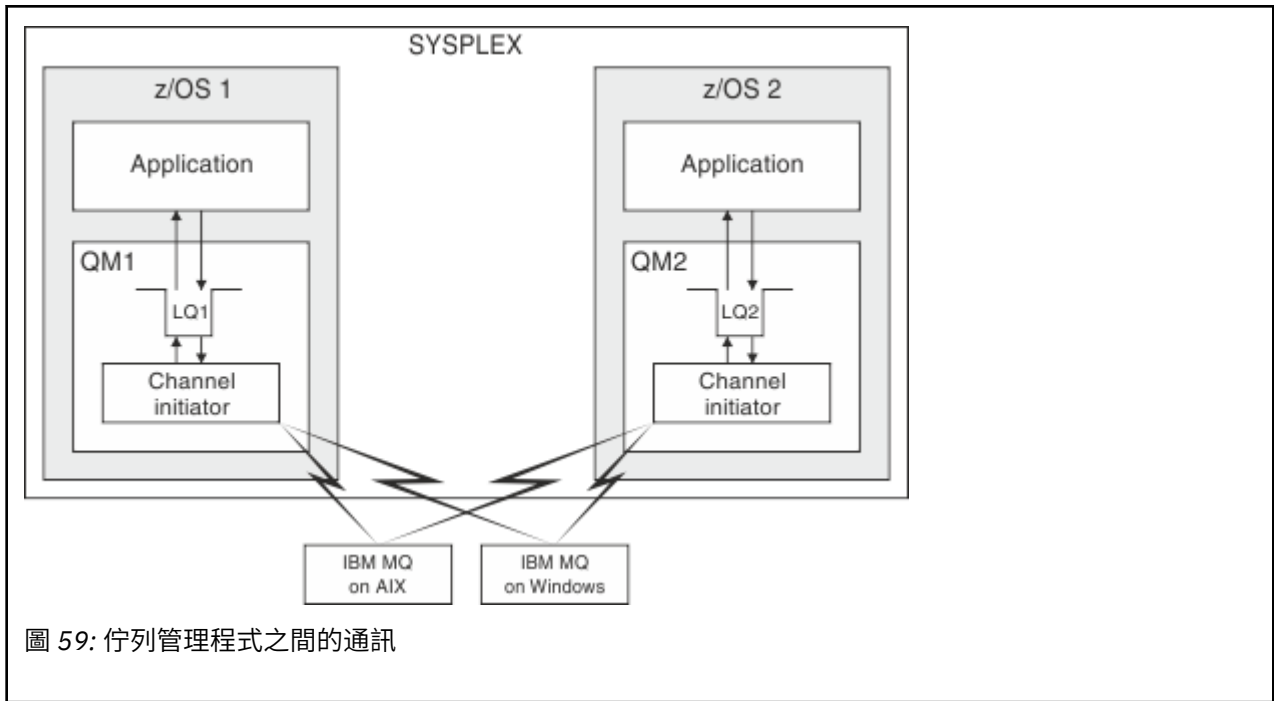 SYSPLEX
z/OS 1
Application
QM1
LQ1
Channel
initiator
z/OS 2
Application
QM2
LQ2
Channel
initiator
IBM MQ
on AIX
IBM MQ
on Windows
圖 59: 佇列管理程式之間的通訊